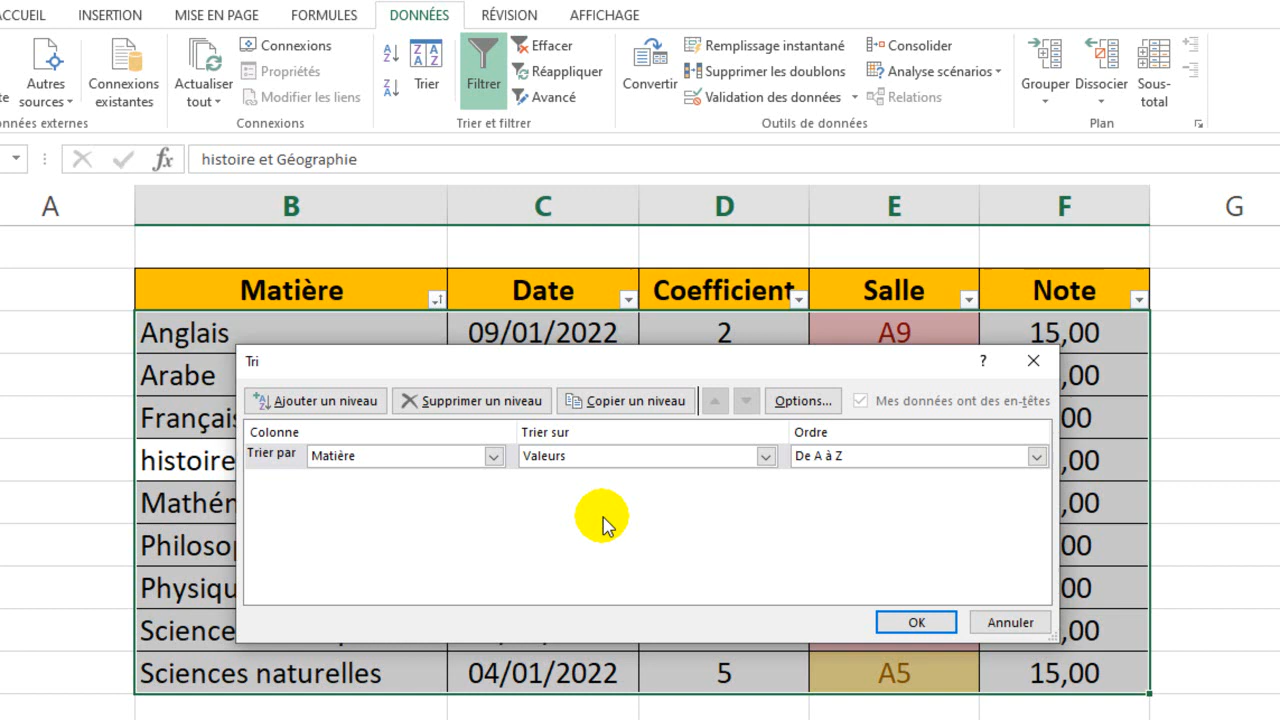 ACCUEIL INSERTION MISE EN PAGE FORMULES DONNÉES RÉVISION AFFICHAGE
Autres sources
Connexions existantes
Actualiser tout
Connexions
Propriétés
Modifier les liens
Trier
Filtrer
Effacer
Réappliquer
Avancé
Convertir
Remplissage instantané
Supprimer les doublons
Validation des données
Consolider
Analyse scénarios
Relations
Grouper
Dissocier
Sous-total
nnées externes Connexions Trier et filtrer Outils de données Plan
fx histoire et Géographie
A B C D E F G
Matière Date Coefficient Salle Note
Anglais 09/01/2022 2 A9 15,00
Arabe ,00
Françai 00
histoire ,00
Mathén ,00
Philoso 00
Physiqu 00
Science ,00
Sciences naturelles 04/01/2022 5 A5 15,00
Tri ?
Ajouter un niveau Supprimer un niveau Copier un niveau Options... Mes données ont des en-têtes
Colonne Trier sur Ordre
Trier par Matière Valeurs De A à Z
OK Annuler